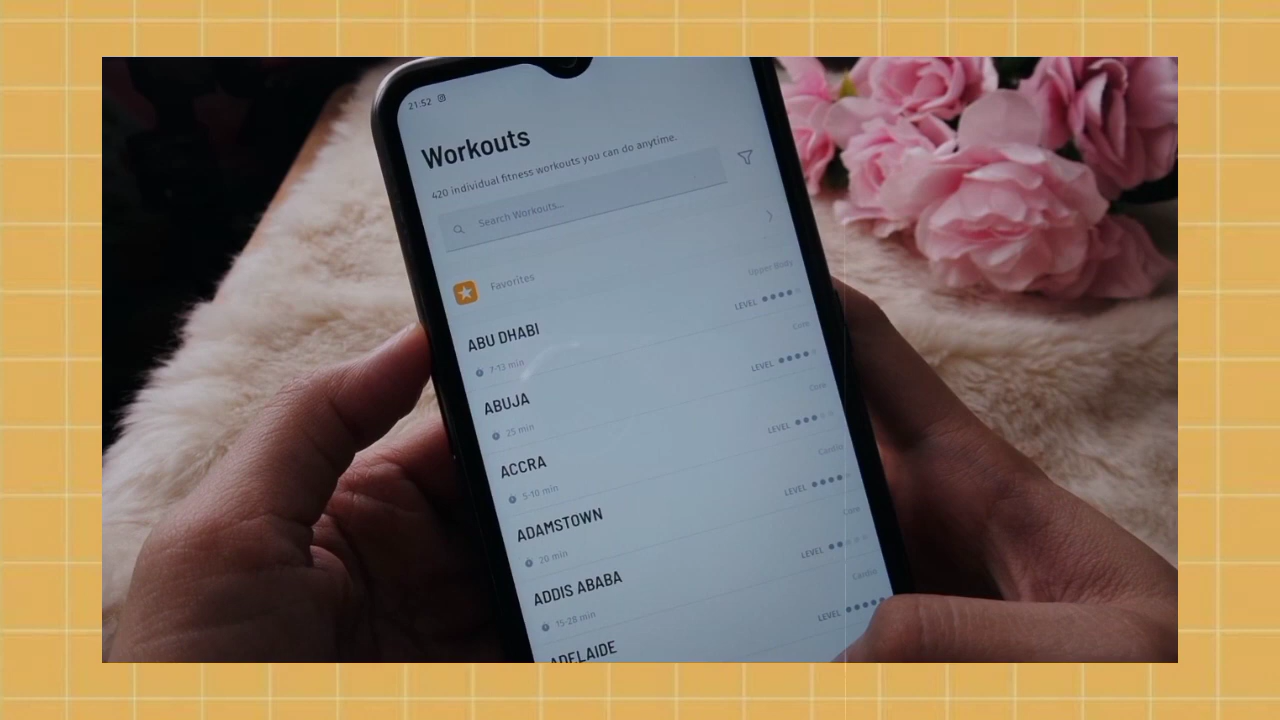 21:52
Workouts
420 individual fitness workouts you can do anytime.
Search Workouts...
Favorites
ABU DHABI
Upper Body
7-13 min
LEVEL
ABUJA
Core
25 min
LEVEL
ACCRA
Core
5-10 min
LEVEL
ADAMSTOWN
Cardio
20 min
LEVEL
ADDIS ABABA
Core
15-28 min
LEVEL
ADELAIDE
Cardio
LEVEL